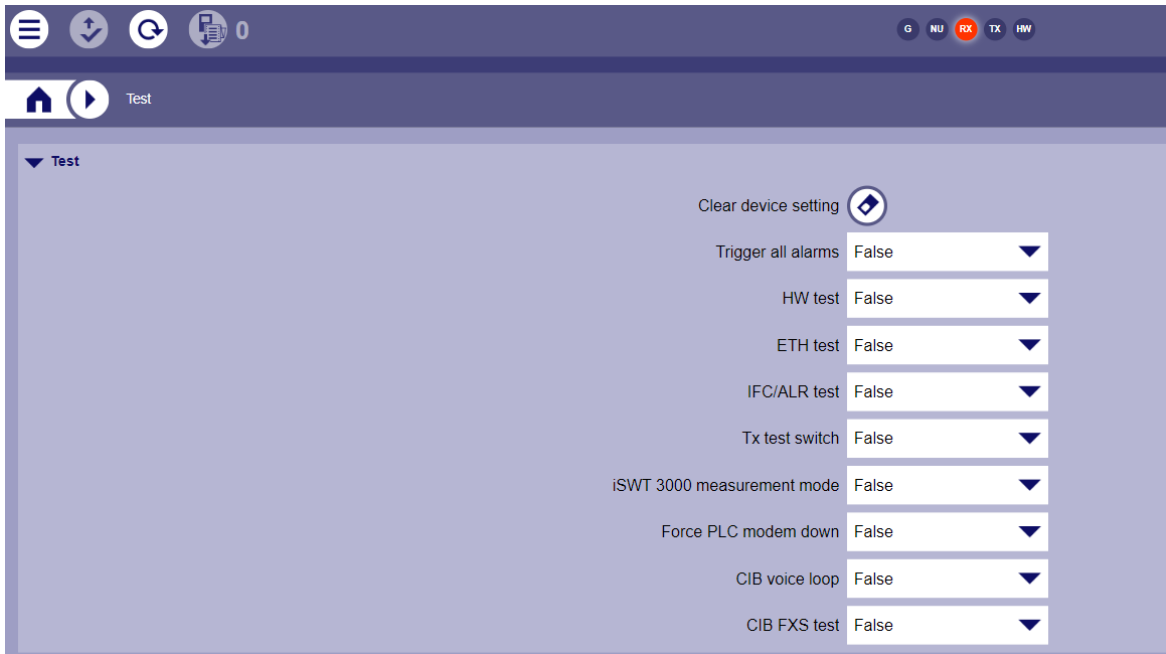 0
G NU RX TX HW
Test
Test
Clear device setting
Trigger all alarms False
HW test False
ETH test False
IFC/ALR test False
Tx test switch False
iSWT 3000 measurement mode False
Force PLC modem down False
CIB voice loop False
CIB FXS test False